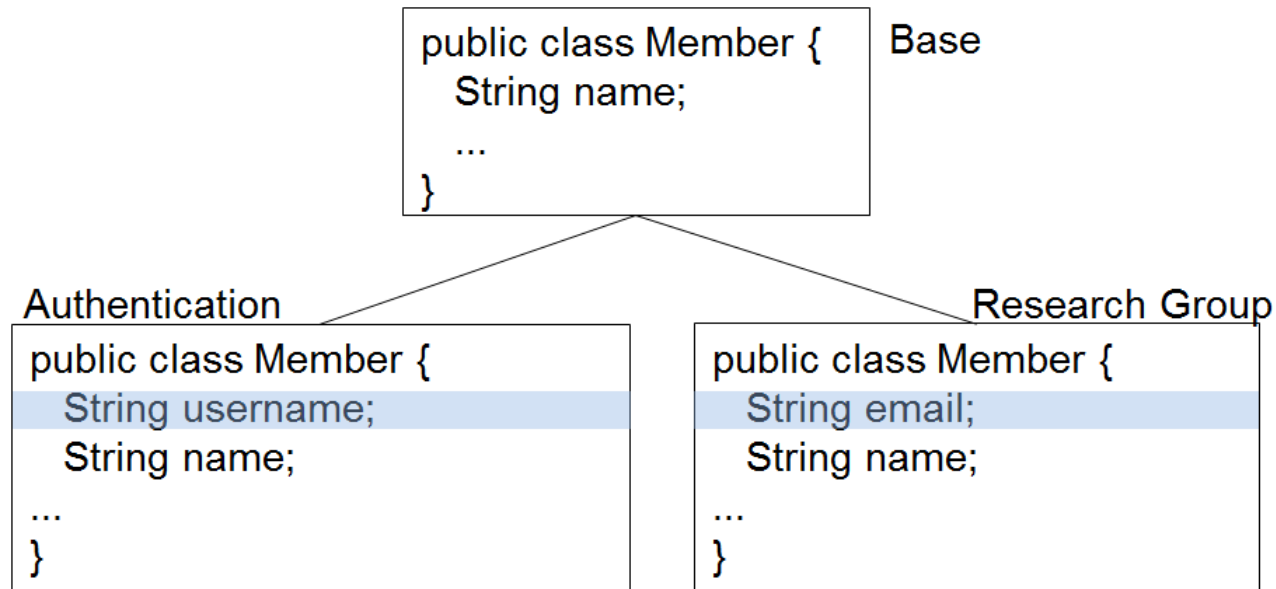 public class Member {
String name;
...
}
Base
Authentication
public class Member {
String username;
String name;
...
}
Research Group
public class Member {
String email;
String name;
...
}